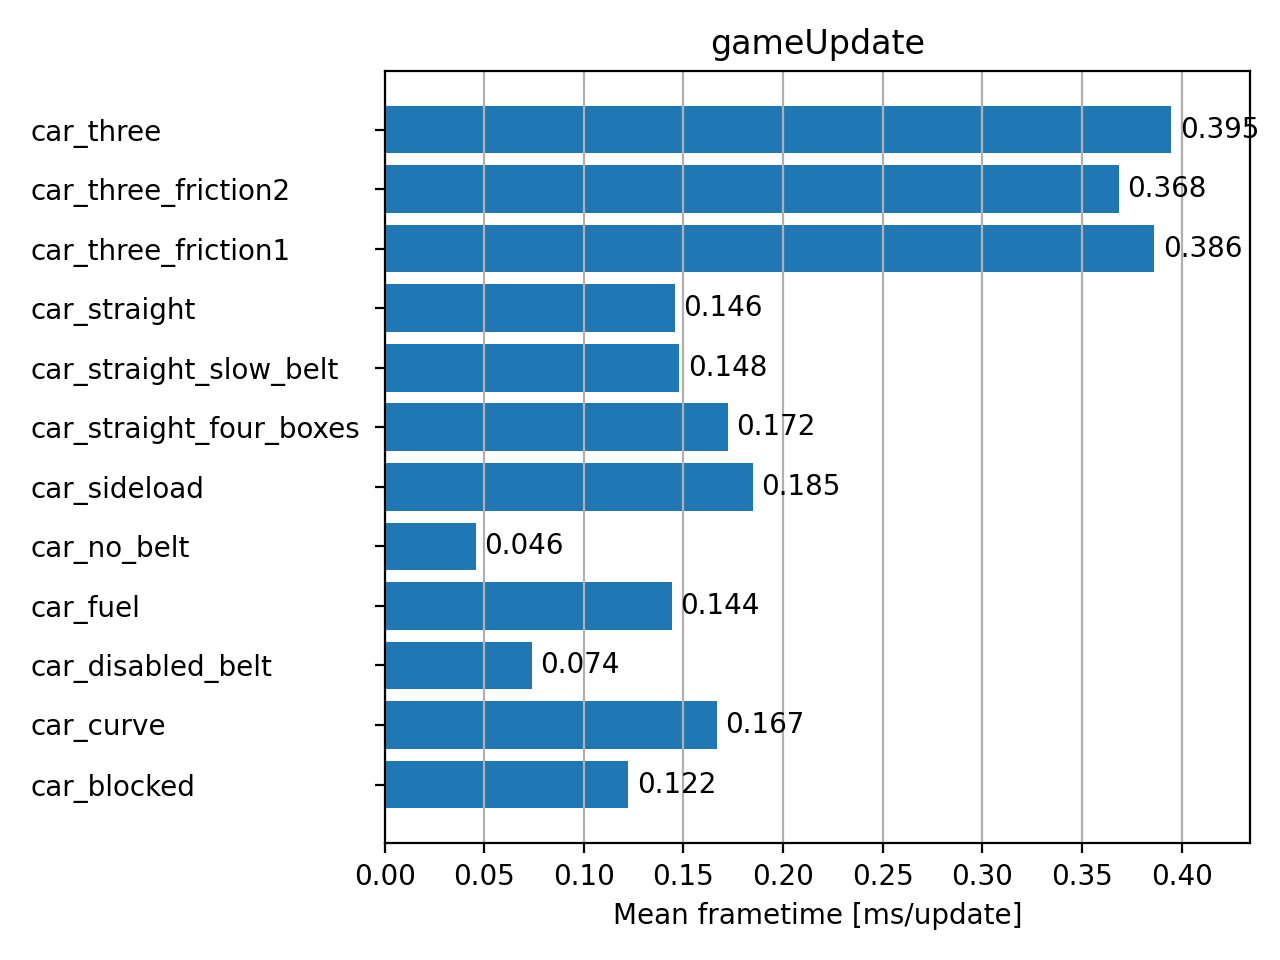 gameUpdate
car_three 0.395
car_three_friction2 0.368
car_three_friction1 0.386
car_straight 0.146
car_straight_slow_belt 0.148
car_straight_four_boxes 0.172
car_sideload 0.185
car_no_belt 0.046
car_fuel 0.144
car_disabled_belt 0.074
car_curve 0.167
car_blocked 0.122
0.00 0.05 0.10 0.15 0.20 0.25 0.30 0.35 0.40
Mean frametime [ms/update]